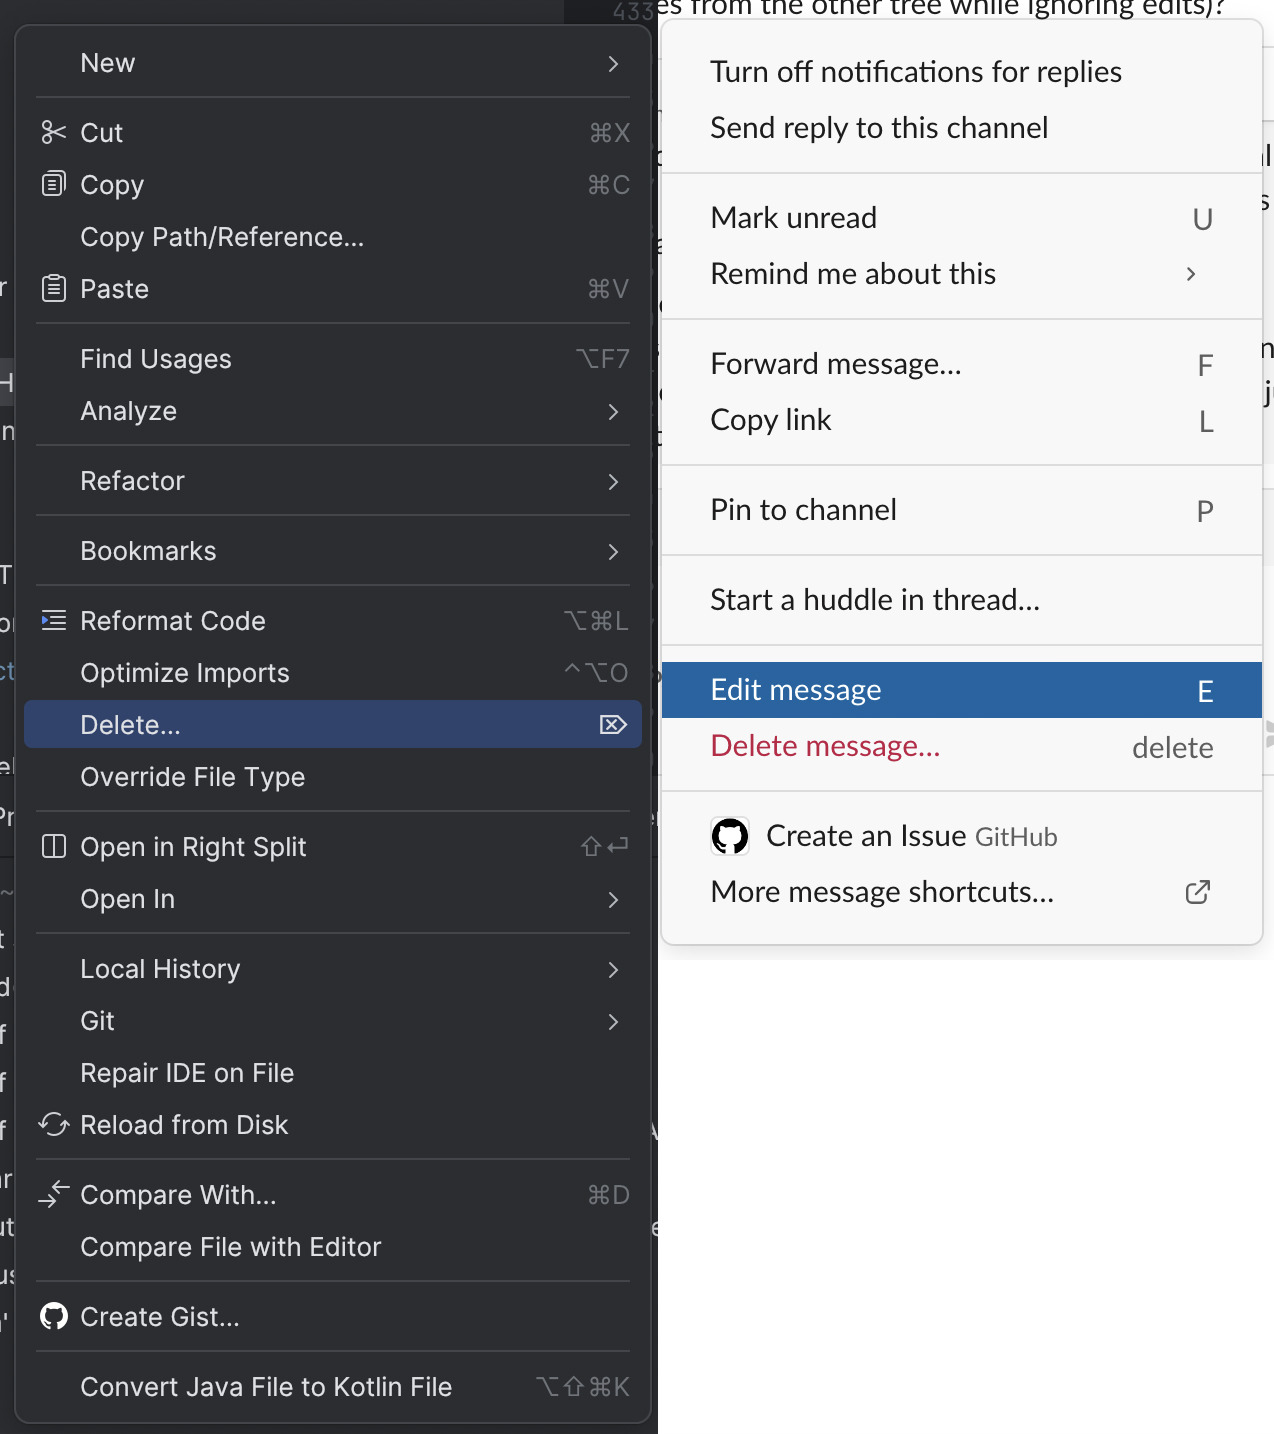 433
es from the other tree while ignoring edits)?
New
Cut ⌘X
Copy ⌘C
Copy Path/Reference...
Paste ⌘V
Find Usages ⌥F7
Analyze
Refactor
Bookmarks
Reformat Code ⌥⌘L
Optimize Imports ^⌥O
Delete... ⌦
Override File Type
Open in Right Split ⇧↩
Open In
Local History
Git
Repair IDE on File
Reload from Disk
Compare With... ⌘D
Compare File with Editor
Create Gist...
Convert Java File to Kotlin File ⌥⇧⌘K
Turn off notifications for replies
Send reply to this channel
Mark unread U
Remind me about this
Forward message... F
Copy link L
Pin to channel P
Start a huddle in thread...
Edit message E
Delete message... delete
Create an Issue GitHub
More message shortcuts...